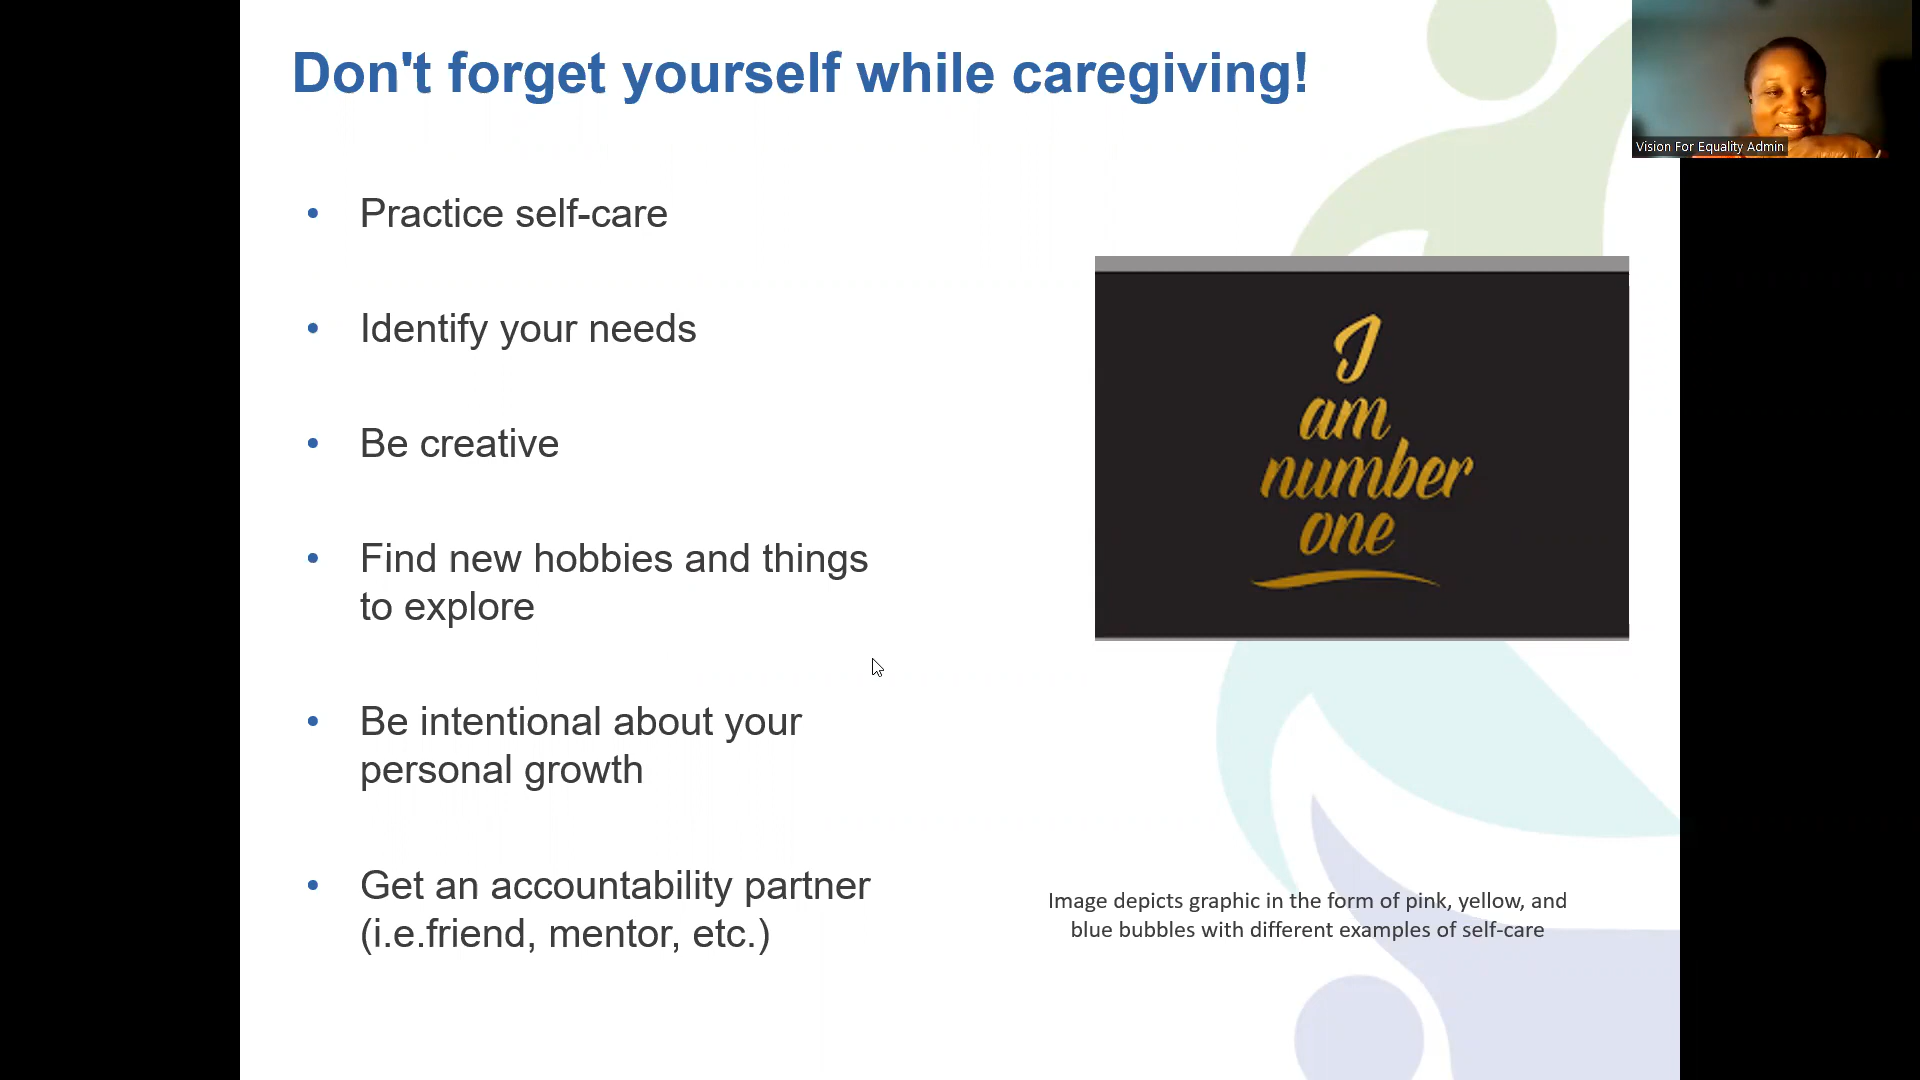 Don't forget yourself while caregiving!
Vision For Equality Admin
• Practice self-care
• Identify your needs
• Be creative
• Find new hobbies and things
to explore
• Be intentional about your
personal growth
• Get an accountability partner
(i.e.friend, mentor, etc.)
I
am
number
one
Image depicts graphic in the form of pink, yellow, and
blue bubbles with different examples of self-care